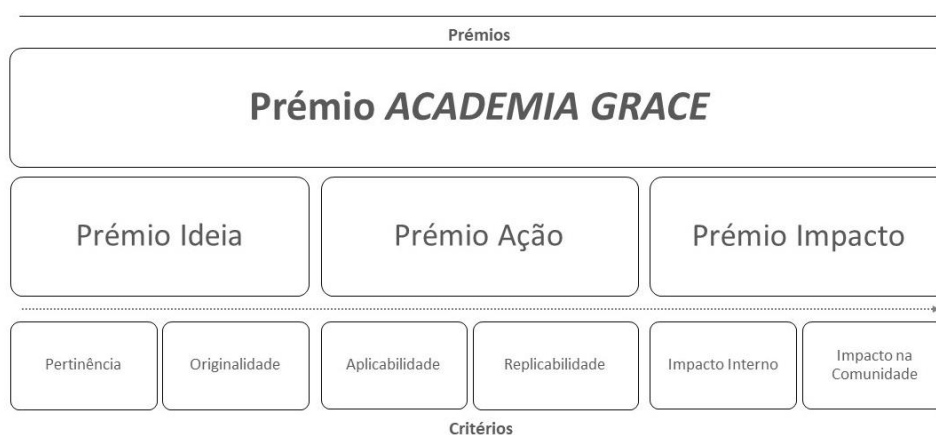 Prémios
Prémio ACADEMIA GRACE
Prémio Ideia
Prémio Ação
Prémio Impacto
Pertinência
Originalidade
Aplicabilidade
Replicabilidade
Impacto Interno
Impacto na
Comunidade
Critérios